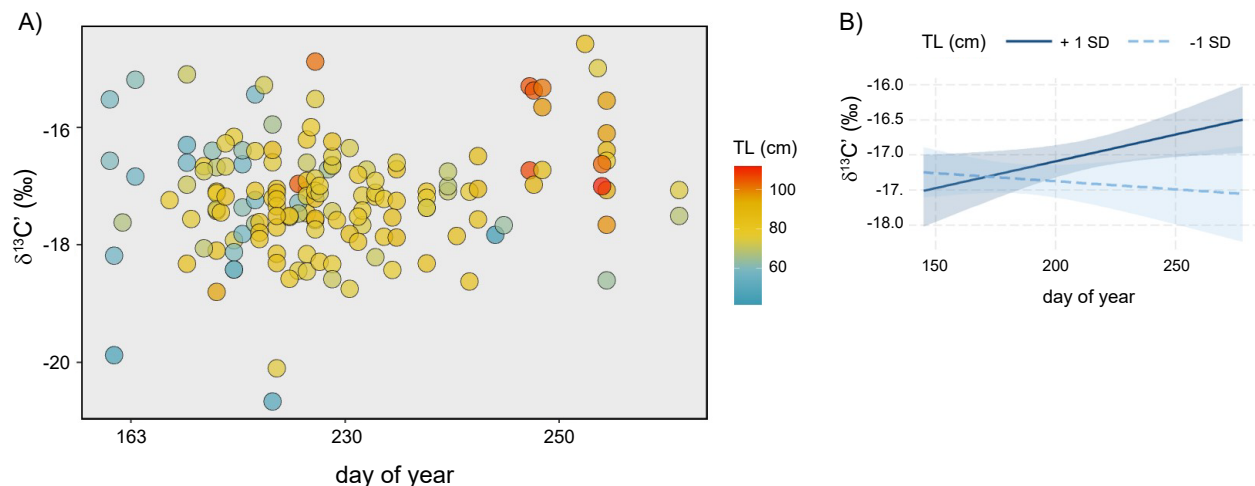 A)
δ¹³C' (‰)
-16
-18
-20
163
230
250
day of year
TL (cm)
100
80
60
B)
TL (cm) + 1 SD -1 SD
δ¹³C' (‰)
-16.0
-16.5
-17.0
-17.
-18.0
150
200
250
day of year